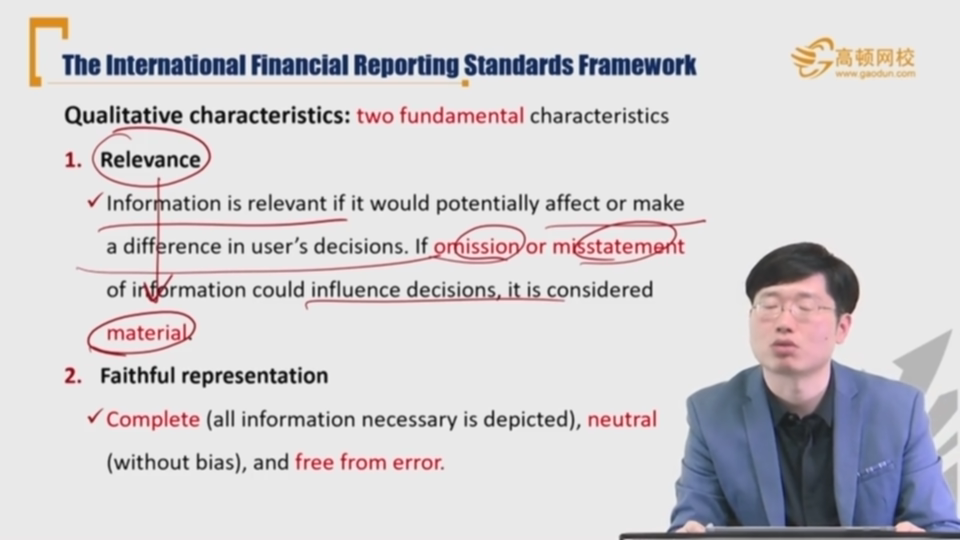 The International Financial Reporting Standards Framework
高顿网校
www.gaodun.com
Qualitative characteristics: two fundamental characteristics
1. Relevance
✓Information is relevant if it would potentially affect or make
a difference in user’s decisions. If omission or misstatement
of information could influence decisions, it is considered
material.
2. Faithful representation
✓Complete (all information necessary is depicted), neutral
(without bias), and free from error.